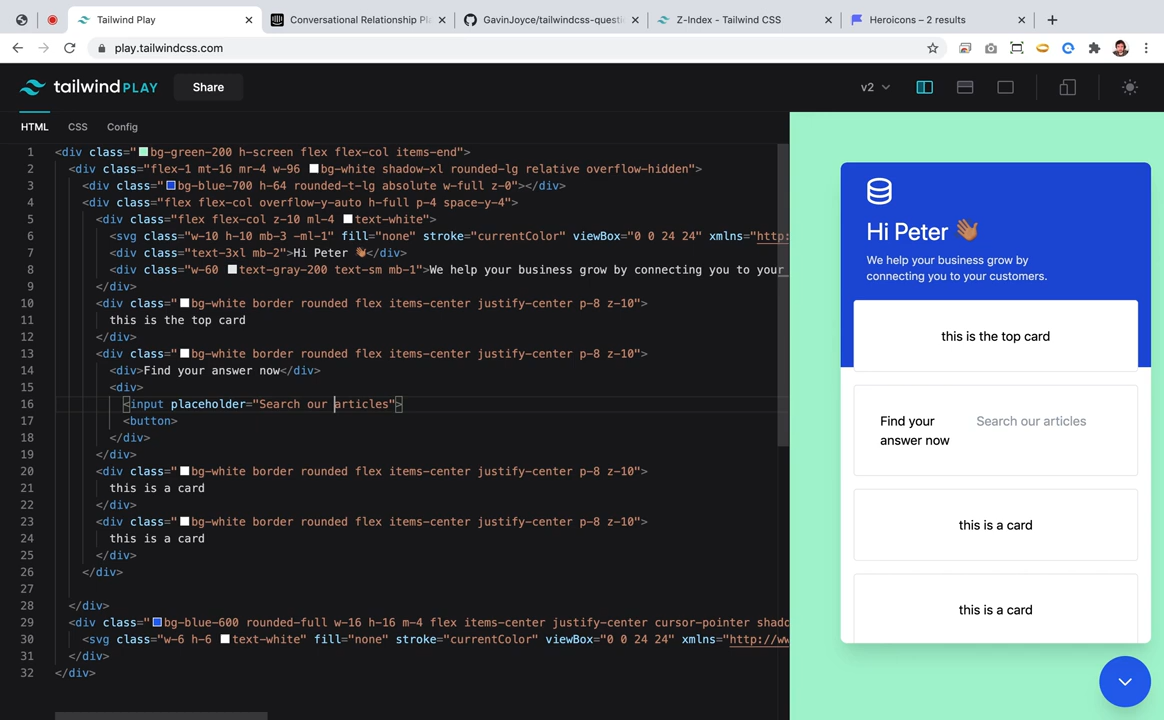 Tailwind Play
Conversational Relationship Pl
GavinJoyce/tailwindcss-questi
Z-Index - Tailwind CSS
Heroicons – 2 results
play.tailwindcss.com
tailwind PLAY
Share
v2
HTML
CSS
Config
1 <div class="bg-green-200 h-screen flex flex-col items-end">
2 <div class="flex-1 mt-16 mr-4 w-96 bg-white shadow-xl rounded-lg relative overflow-hidden">
3 <div class="bg-blue-700 h-64 rounded-t-lg absolute w-full z-0"></div>
4 <div class="flex flex-col overflow-y-auto h-full p-4 space-y-4">
5 <div class="flex flex-col z-10 ml-4 text-white">
6 <svg class="w-10 h-10 mb-3 -ml-1" fill="none" stroke="currentColor" viewBox="0 0 24 24" xmlns="http:
7 <div class="text-3xl mb-2">Hi Peter 👋</div>
8 <div class="w-60 text-gray-200 text-sm mb-1">We help your business grow by connecting you to your
9 </div>
10 <div class="bg-white border rounded flex items-center justify-center p-8 z-10">
11 this is the top card
12 </div>
13 <div class="bg-white border rounded flex items-center justify-center p-8 z-10">
14 <div>Find your answer now</div>
15 <div>
16 <input placeholder="Search our articles">
17 <button>
18 </div>
19 </div>
20 <div class="bg-white border rounded flex items-center justify-center p-8 z-10">
21 this is a card
22 </div>
23 <div class="bg-white border rounded flex items-center justify-center p-8 z-10">
24 this is a card
25 </div>
26 </div>
27
28 </div>
29 <div class="bg-blue-600 rounded-full w-16 h-16 m-4 flex items-center justify-center cursor-pointer shado
30 <svg class="w-6 h-6 text-white" fill="none" stroke="currentColor" viewBox="0 0 24 24" xmlns="http://ww
31 </div>
32 </div>
Hi Peter 👋
We help your business grow by
connecting you to your customers.
this is the top card
Find your
answer now
Search our articles
this is a card
this is a card